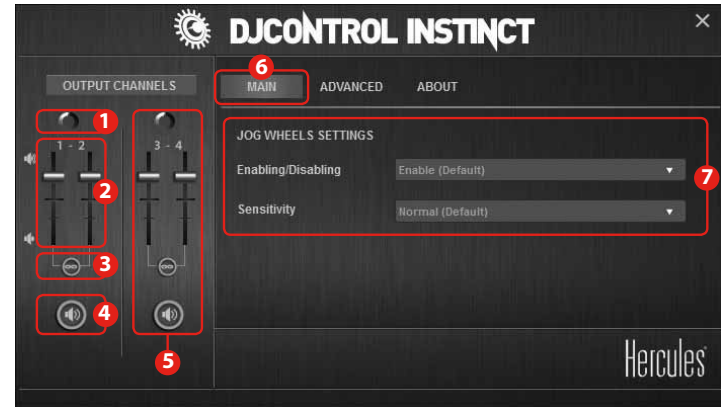 DJCONTROL INSTINCT
OUTPUT CHANNELS
1
1 - 2
3 - 4
2
3
4
5
6
MAIN
ADVANCED
ABOUT
JOG WHEELS SETTINGS
Enabling/Disabling
Enable (Default)
Sensitivity
Normal (Default)
7
Hercules